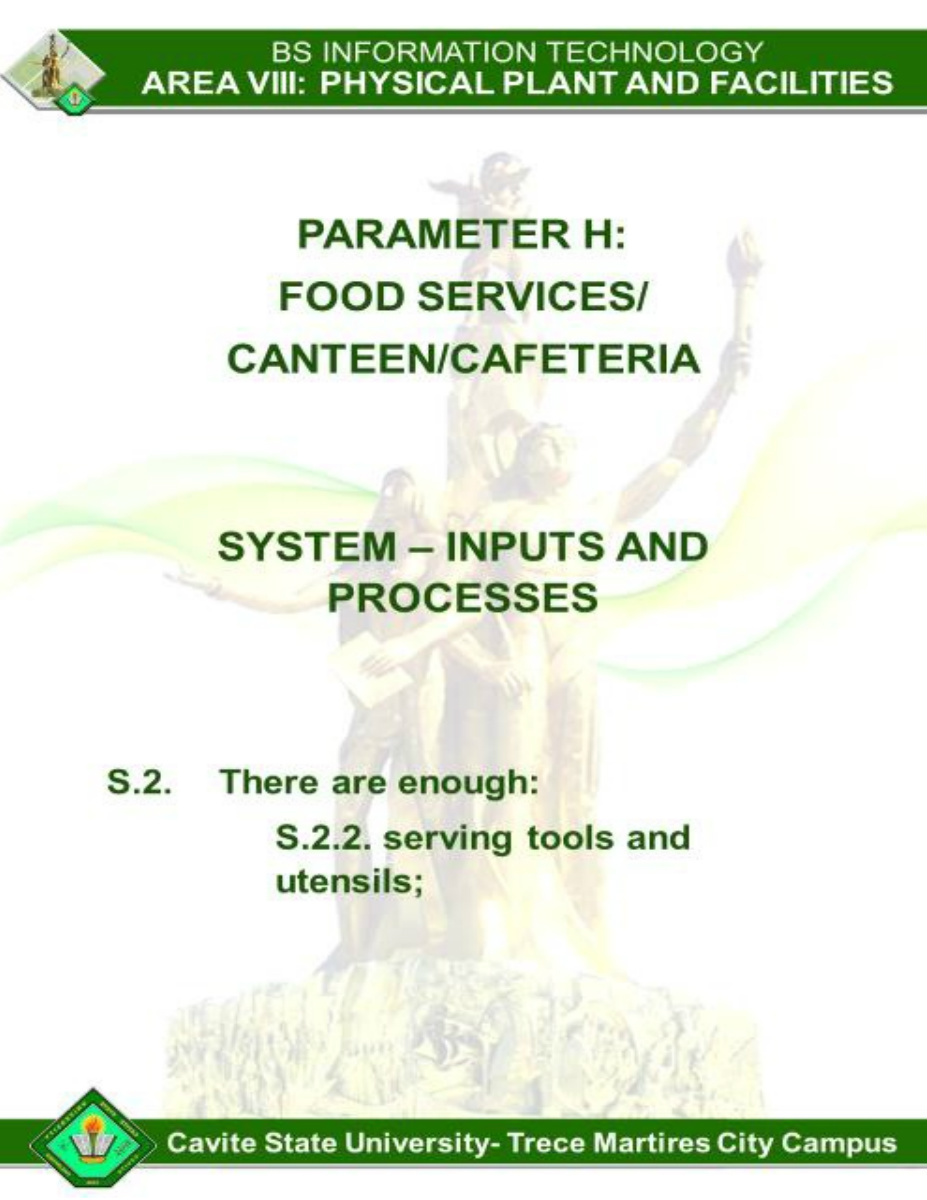 BS INFORMATION TECHNOLOGY
AREA VIII: PHYSICAL PLANT AND FACILITIES
PARAMETER H:
FOOD SERVICES/
CANTEEN/CAFETERIA
SYSTEM – INPUTS AND
PROCESSES
S.2. There are enough:
S.2.2. serving tools and
utensils;
Cavite State University- Trece Martires City Campus